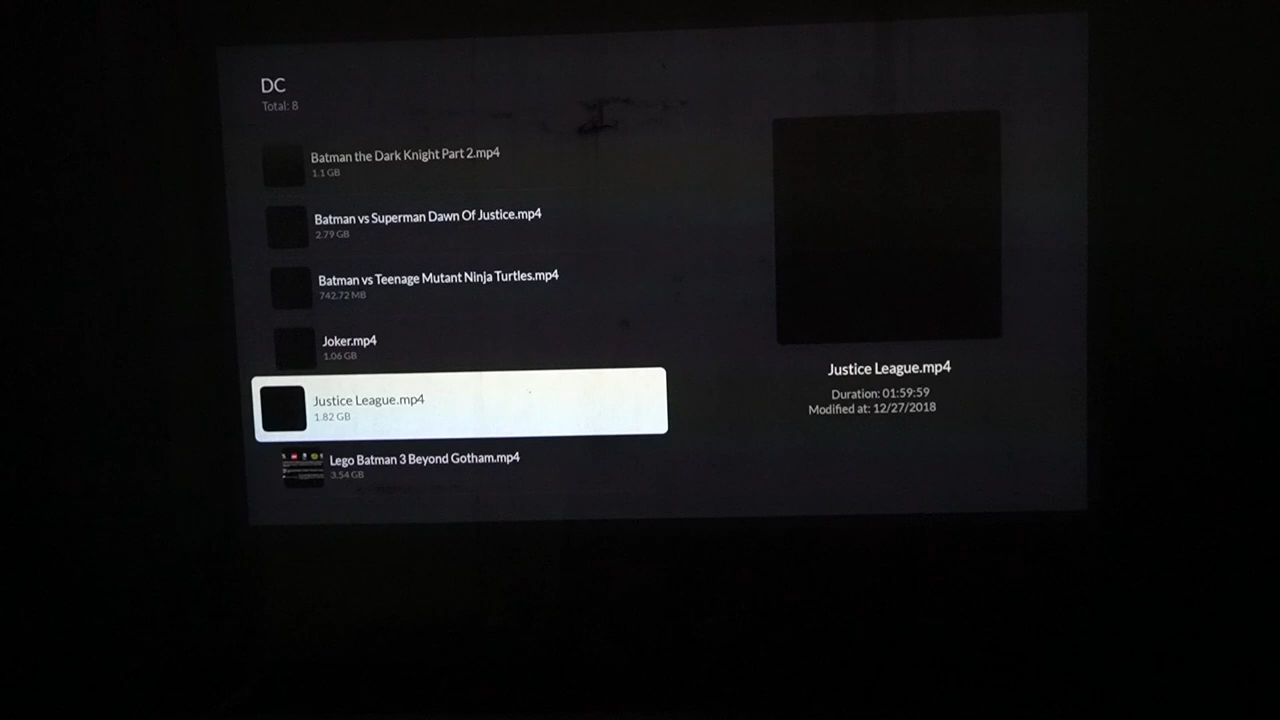 DC
Total: 8
Batman the Dark Knight Part 2.mp4
1.1 GB
Batman vs Superman Dawn Of Justice.mp4
2.79 GB
Batman vs Teenage Mutant Ninja Turtles.mp4
742.72 MB
Joker.mp4
1.06 GB
Justice League.mp4
1.82 GB
Lego Batman 3 Beyond Gotham.mp4
3.54 GB
Justice League.mp4
Duration: 01:59:59
Modified at: 12/27/2018